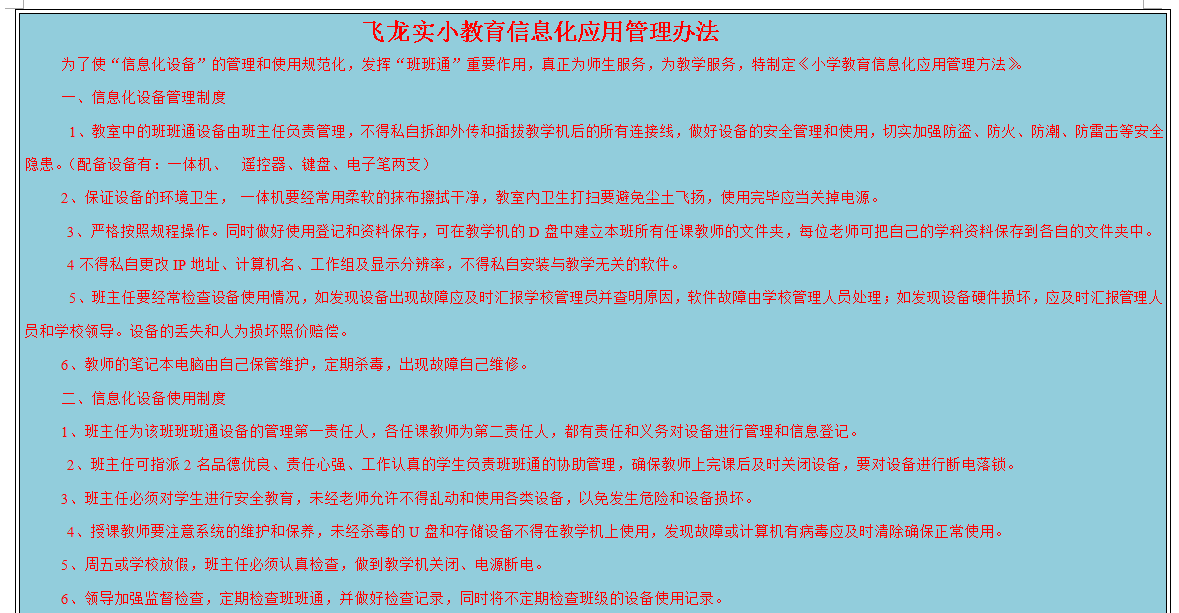 飞龙实小教育信息化应用管理办法
为了使“信息化设备”的管理和使用规范化，发挥“班班通”重要作用，真正为师生服务，为教学服务，特制定《小学教育信息化应用管理方法》。
一、信息化设备管理制度
1、教室中的班班通设备由班主任负责管理，不得私自拆卸外传和插拔教学机后的所有连接线，做好设备的安全管理和使用，切实加强防盗、防火、防潮、防雷击等安全
隐患。（配备设备有：一体机、 遥控器、键盘、电子笔两支）
2、保证设备的环境卫生， 一体机要经常用柔软的抹布擦拭干净，教室内卫生打扫要避免尘土飞扬，使用完毕应当关掉电源。
3、严格按照规程操作。同时做好使用登记和资料保存，可在教学机的 D 盘中建立本班所有任课教师的文件夹，每位老师可把自己的学科资料保存到各自的文件夹中。
4 不得私自更改 IP 地址、计算机名、工作组及显示分辨率，不得私自安装与教学无关的软件。
5、班主任要经常检查设备使用情况，如发现设备出现故障应及时汇报学校管理员并查明原因，软件故障由学校管理人员处理；如发现设备硬件损坏，应及时汇报管理人
员和学校领导。设备的丢失和人为损坏照价赔偿。
6、教师的笔记本电脑由自己保管维护，定期杀毒，出现故障自己维修。
二、信息化设备使用制度
1、班主任为该班班班通设备的管理第一责任人，各任课教师为第二责任人，都有责任和义务对设备进行管理和信息登记。
2、班主任可指派 2 名品德优良、责任心强、工作认真的学生负责班班通的协助管理，确保教师上完课后及时关闭设备，要对设备进行断电落锁。
3、班主任必须对学生进行安全教育，未经老师允许不得乱动和使用各类设备，以免发生危险和设备损坏。
4、授课教师要注意系统的维护和保养，未经杀毒的 U 盘和存储设备不得在教学机上使用，发现故障或计算机有病毒应及时清除确保正常使用。
5、周五或学校放假，班主任必须认真检查，做到教学机关闭、电源断电。
6、领导加强监督检查，定期检查班班通，并做好检查记录，同时将不定期检查班级的设备使用记录。